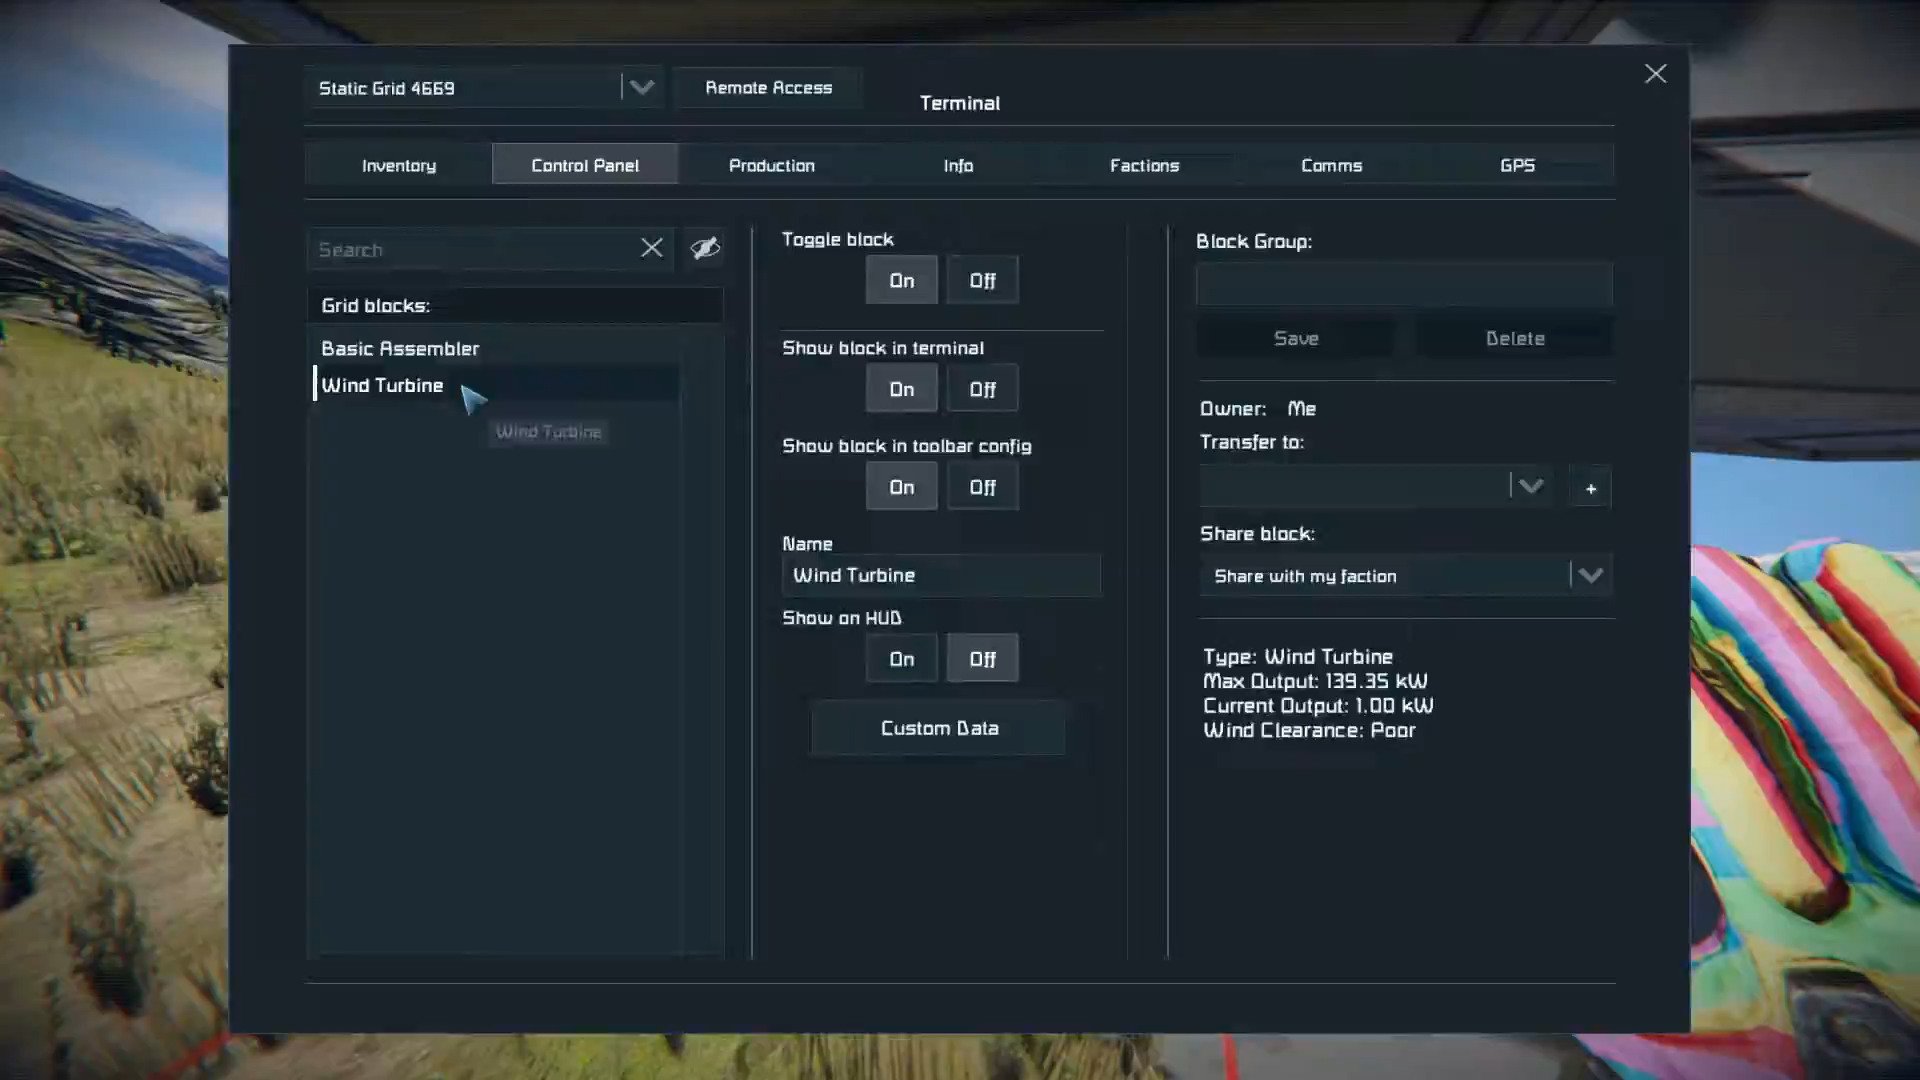 Static Grid 4669
Remote Access
Terminal
Inventory
Control Panel
Production
Info
Factions
Comms
GPS
Search
Grid blocks:
Basic Assembler
Wind Turbine
Wind Turbine
Toggle block
On
Off
Show block in terminal
On
Off
Show block in toolbar config
On
Off
Name
Wind Turbine
Show on HUD
On
Off
Custom Data
Block Group:
Save
Delete
Owner: Me
Transfer to:
+
Share block:
Share with my faction
Type: Wind Turbine
Max Output: 139.35 kW
Current Output: 1.00 kW
Wind Clearance: Poor